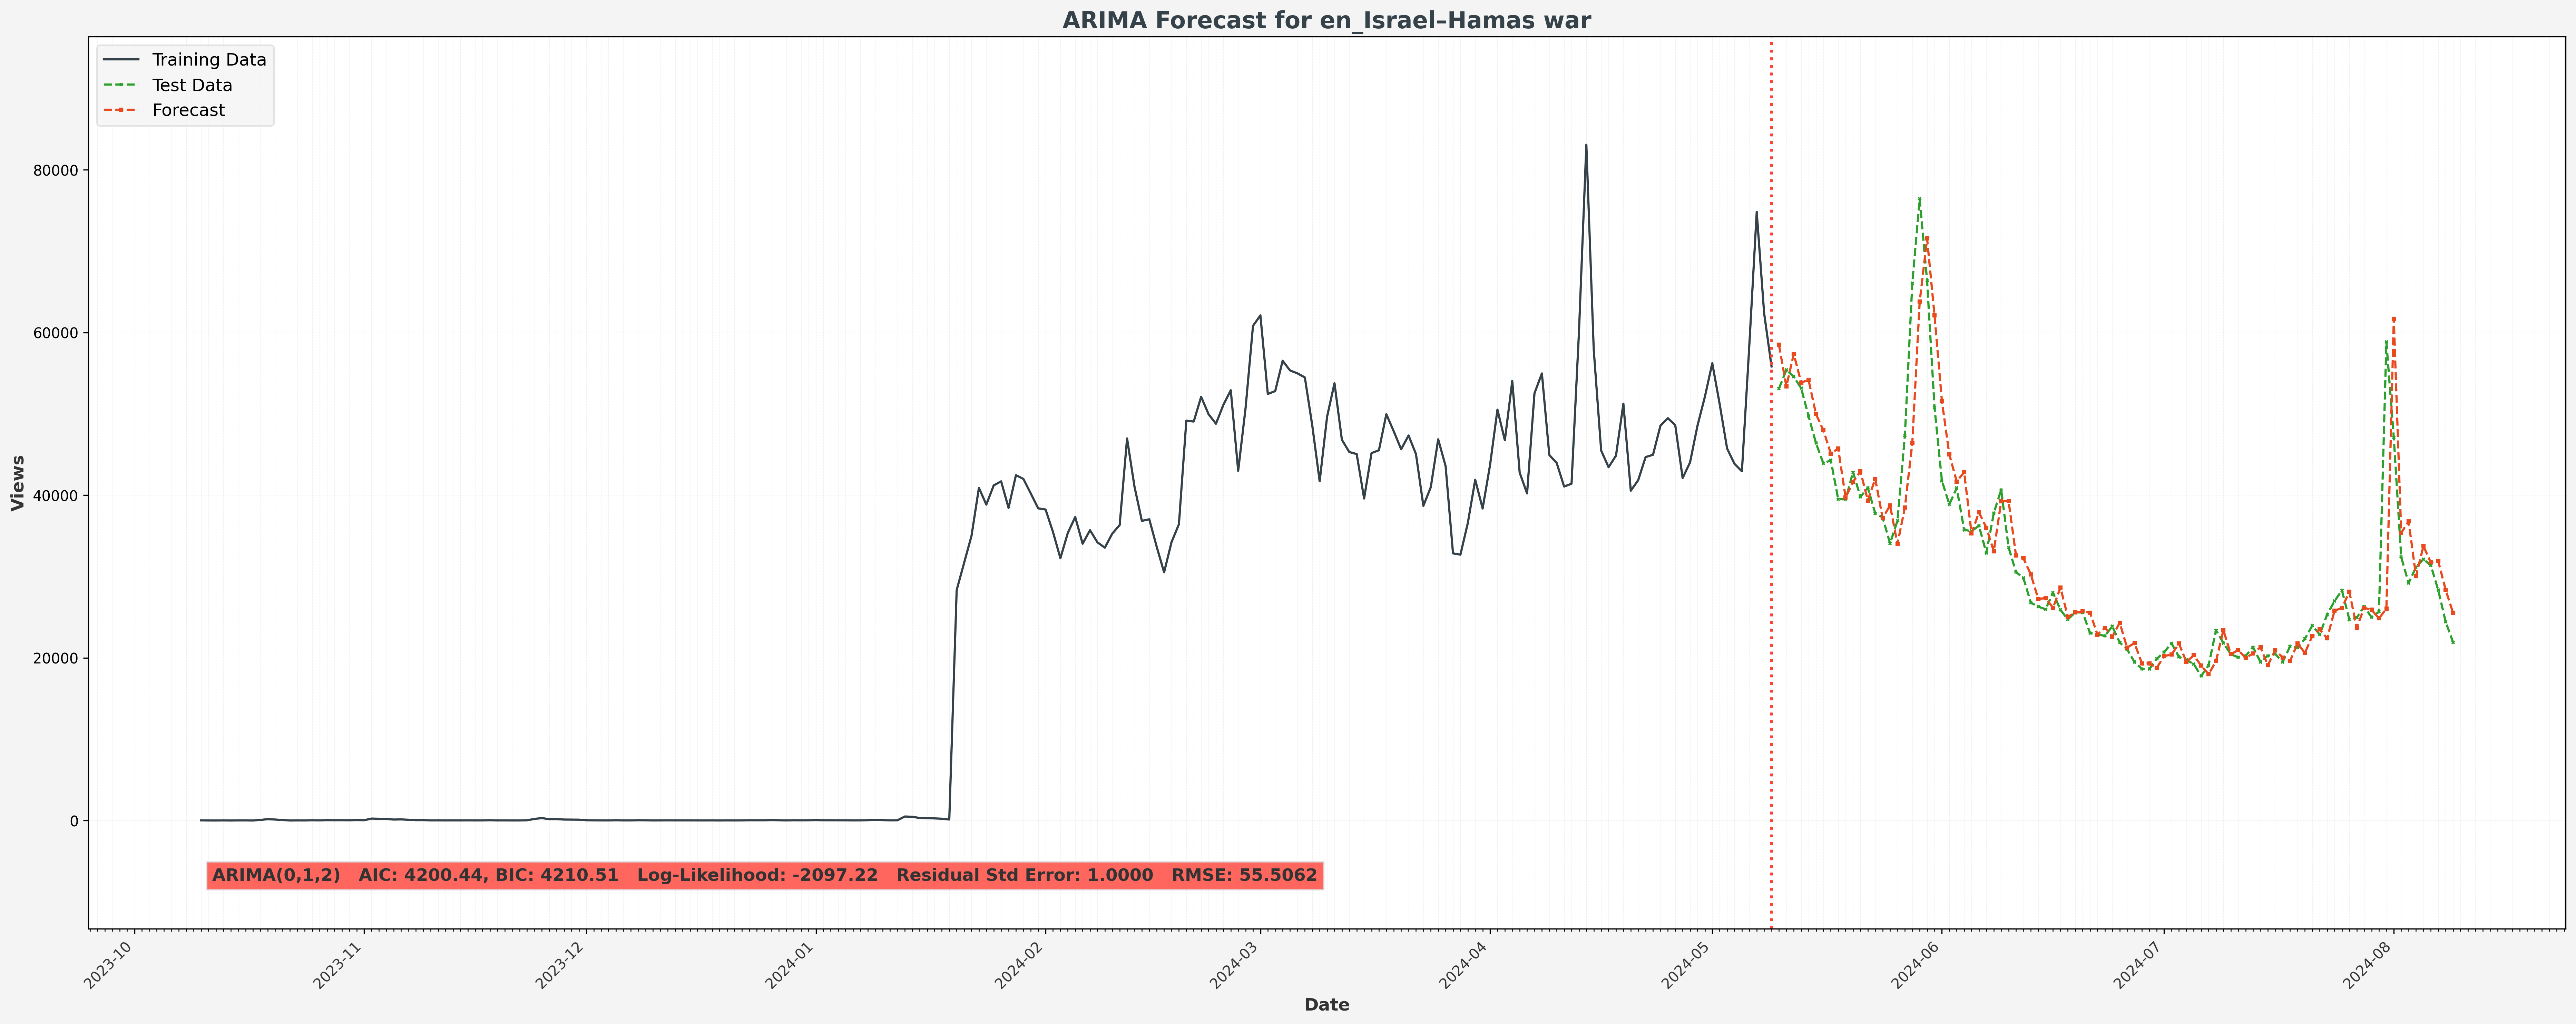 ARIMA Forecast for en_Israel–Hamas war
Training Data
Test Data
Forecast
Views
80000
60000
40000
20000
0
ARIMA(0,1,2)   AIC: 4200.44, BIC: 4210.51   Log-Likelihood: -2097.22   Residual Std Error: 1.0000   RMSE: 55.5062
2023-10
2023-11
2023-12
2024-01
2024-02
2024-03
2024-04
2024-05
2024-06
2024-07
2024-08
Date